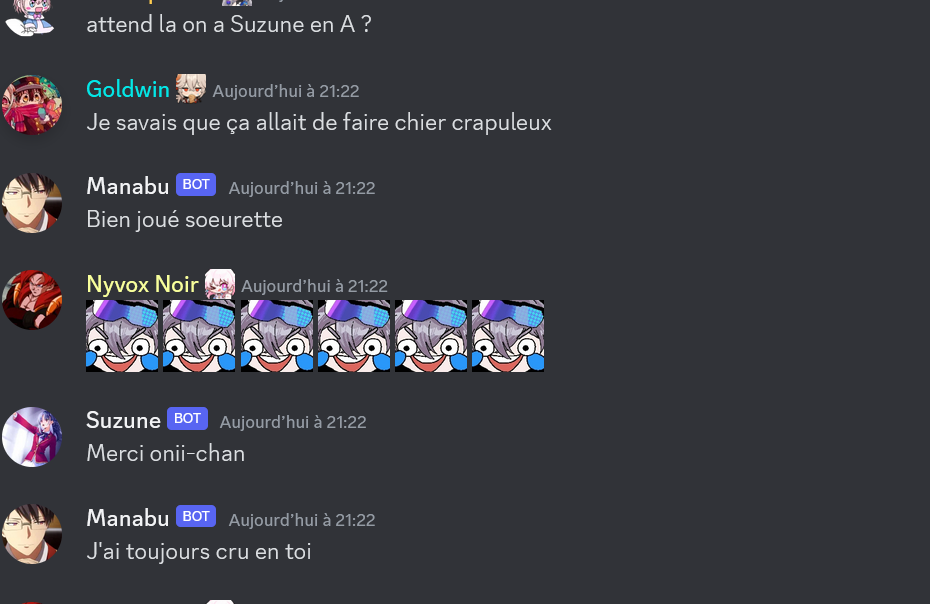 attend la on a Suzune en A ?
Goldwin Aujourd’hui à 21:22
Je savais que ça allait de faire chier crapuleux
Manabu BOT Aujourd’hui à 21:22
Bien joué soeurette
Nyvox Noir Aujourd’hui à 21:22
Suzune BOT Aujourd’hui à 21:22
Merci onii-chan
Manabu BOT Aujourd’hui à 21:22
J'ai toujours cru en toi